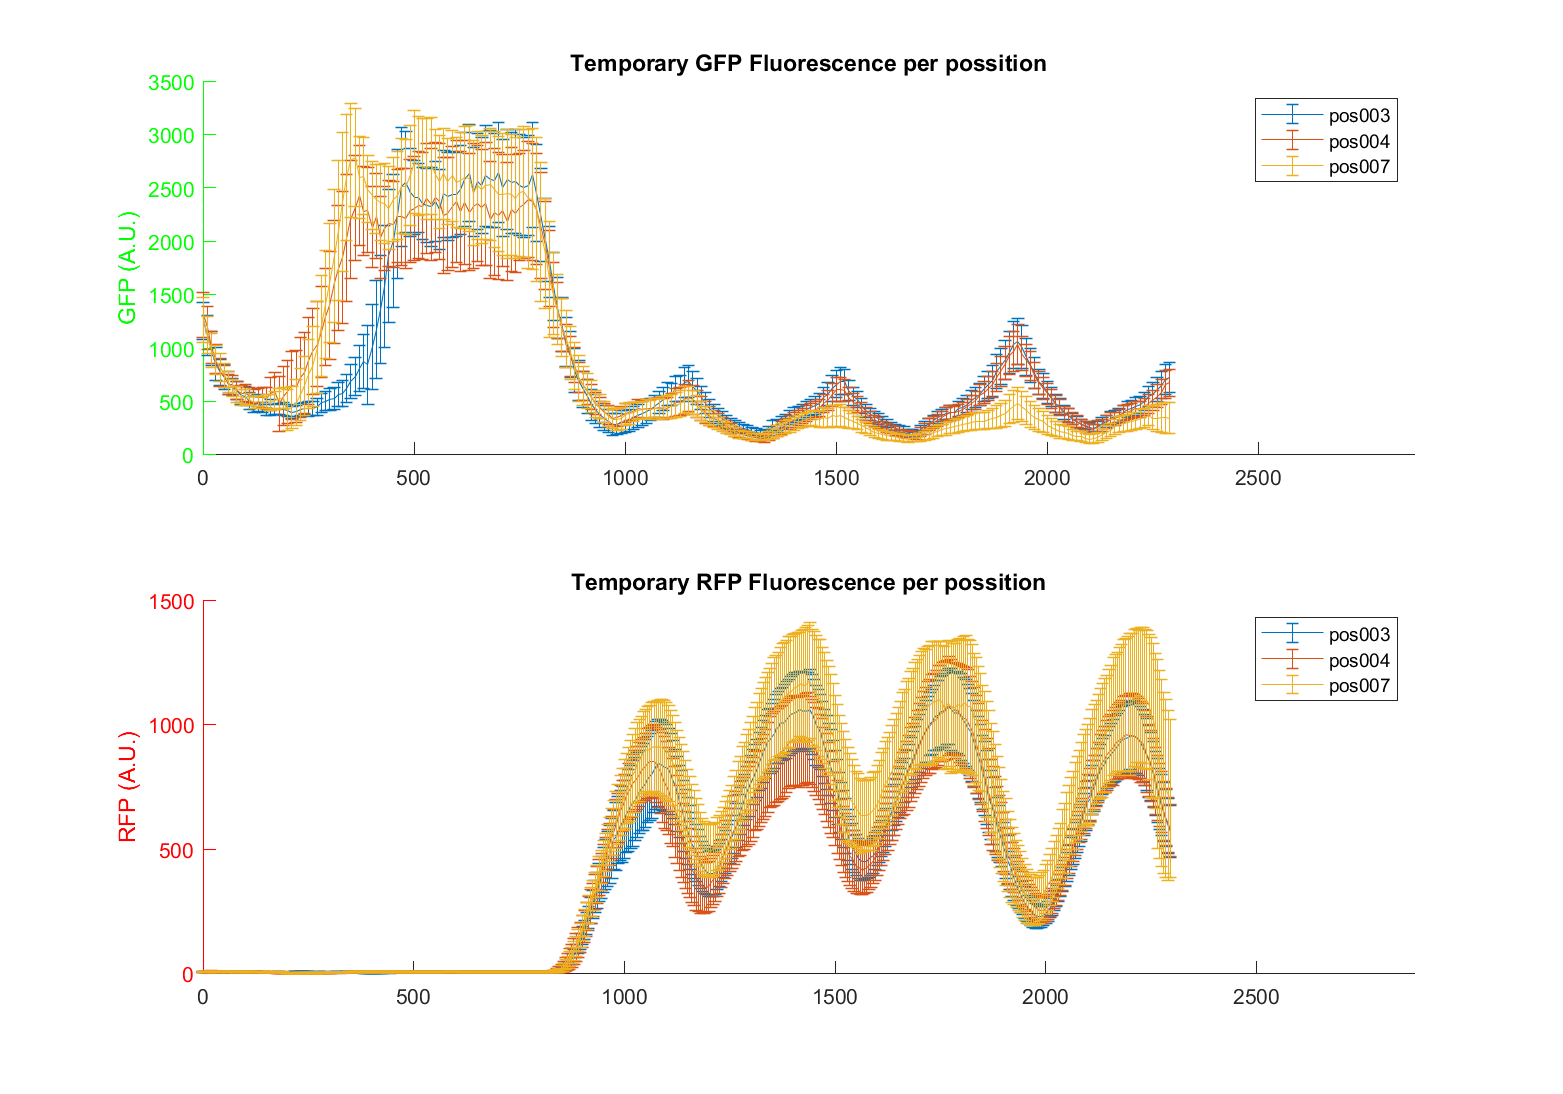 Temporary GFP Fluorescence per possition
3500
3000
2500
2000
1500
1000
500
0
GFP (A.U.)
0 500 1000 1500 2000 2500
pos003
pos004
pos007
Temporary RFP Fluorescence per possition
1500
1000
500
0
RFP (A.U.)
0 500 1000 1500 2000 2500
pos003
pos004
pos007